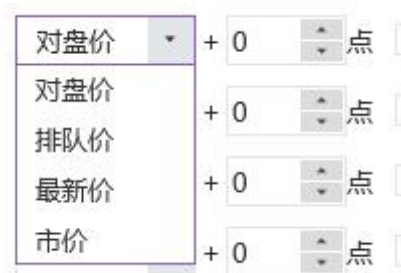 对盘价 + 0 点
对盘价
+ 0 点
排队价
最新价
+ 0 点
市价
+ 0 点